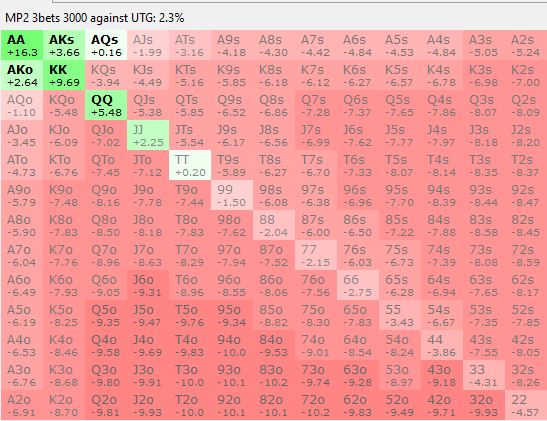 MP2 3bets 3000 against UTG: 2.3%
AA AKs AQs AJs ATs A9s A8s A7s A6s A5s A4s A3s A2s
+16.3 +3.66 +0.16 -1.99 -3.16 -4.18 -4.30 -4.42 -4.84 -4.53 -4.84 -5.05 -5.24
AKo KK KQs KJs KTs K9s K8s K7s K6s K5s K4s K3s K2s
+2.64 +9.69 -3.94 -4.49 -5.16 -5.85 -6.18 -6.12 -6.27 -6.57 -6.78 -6.98 -7.00
AQo KQo QQ QJs QTs Q9s Q8s Q7s Q6s Q5s Q4s Q3s Q2s
-1.10 -5.48 +5.48 -5.38 -5.85 -6.52 -6.86 -7.28 -7.37 -7.65 -7.86 -8.07 -8.09
AJo KJo QJo JJ JTs J9s J8s J7s J6s J5s J4s J3s J2s
-3.45 -6.09 -7.02 +2.25 -5.54 -6.17 -6.56 -6.99 -7.62 -7.77 -7.97 -8.18 -8.20
ATo KTo QTo JTo TT T9s T8s T7s T6s T5s T4s T3s T2s
-4.73 -6.76 -7.45 -7.12 +0.20 -5.89 -6.27 -6.70 -7.33 -8.07 -8.14 -8.35 -8.37
A9o K9o Q9o J9o T9o 99 98s 97s 96s 95s 94s 93s 92s
-5.79 -7.48 -8.16 -7.78 -7.44 -1.50 -6.08 -6.38 -6.96 -7.70 -8.39 -8.44 -8.47
A8o K8o Q8o J8o T8o 98o 88 87s 86s 85s 84s 83s 82s
-5.90 -7.83 -8.50 -8.18 -7.83 -7.62 -2.04 -6.00 -6.50 -7.22 -7.88 -8.58 -8.45
A7o K7o Q7o J7o T7o 97o 87o 77 76s 75s 74s 73s 72s
-6.04 -7.76 -8.96 -8.63 -8.29 -7.94 -7.52 -2.15 -6.03 -6.73 -7.39 -8.08 -8.59
A6o K6o Q6o J6o T6o 96o 86o 76o 66 65s 64s 63s 62s
-6.49 -7.93 -9.05 -9.31 -8.96 -8.55 -8.06 -7.56 -2.75 -6.28 -6.94 -7.65 -8.17
A5o K5o Q5o J5o T5o 95o 85o 75o 65o 55 54s 53s 52s
-6.19 -8.25 -9.35 -9.47 -9.76 -9.34 -8.82 -8.30 -7.83 -3.43 -6.67 -7.35 -7.85
A4o K4o Q4o J4o T4o 94o 84o 74o 64o 54o 44 43s 42s
-6.53 -8.46 -9.58 -9.69 -9.83 -10.0 -9.53 -9.01 -8.54 -8.24 -3.86 -7.55 -8.05
A3o K3o Q3o J3o T3o 93o 83o 73o 63o 53o 43o 33 32s
-6.76 -8.68 -9.80 -9.91 -10.0 -10.1 -10.2 -9.74 -9.28 -8.97 -9.18 -4.31 -8.26
A2o K2o Q2o J2o T2o 92o 82o 72o 62o 52o 42o 32o 22
-6.91 -8.70 -9.81 -9.93 -10.0 -10.1 -10.1 -10.2 -9.83 -9.49 -9.71 -9.93 -4.57